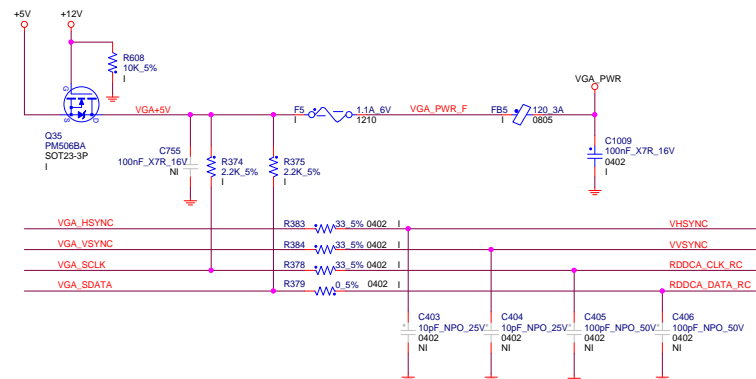 +5V
+12V
R608
10K_5%
I
G
S
D
Q35
PM506BA
SOT23-3P
I
VGA+5V
F5
I
1.1A_6V
1210
VGA_PWR_F
FB5
I
120_3A
0805
VGA_PWR
C1009
100nF_X7R_16V
0402
I
C755
100nF_X7R_16V
NI
R374
2.2K_5%
I
R375
2.2K_5%
I
VGA_HSYNC
R383
33_5%
0402
I
VHSYNC
VGA_VSYNC
R384
33_5%
0402
I
VVSYNC
VGA_SCLK
R378
33_5%
0402
I
RDDCA_CLK_RC
VGA_SDATA
R379
0_5%
0402
I
RDDCA_DATA_RC
C403
10pF_NPO_25V
0402
NI
C404
10pF_NPO_25V
0402
NI
C405
100pF_NPO_50V
0402
NI
C406
100pF_NPO_50V
0402
NI